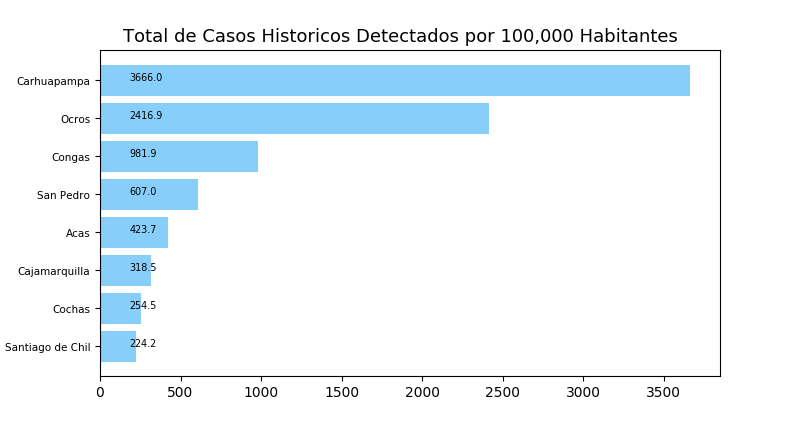 Total de Casos Historicos Detectados por 100,000 Habitantes
Carhuapampa 3666.0
Ocros 2416.9
Congas 981.9
San Pedro 607.0
Acas 423.7
Cajamarquilla 318.5
Cochas 254.5
Santiago de Chil 224.2
0 500 1000 1500 2000 2500 3000 3500